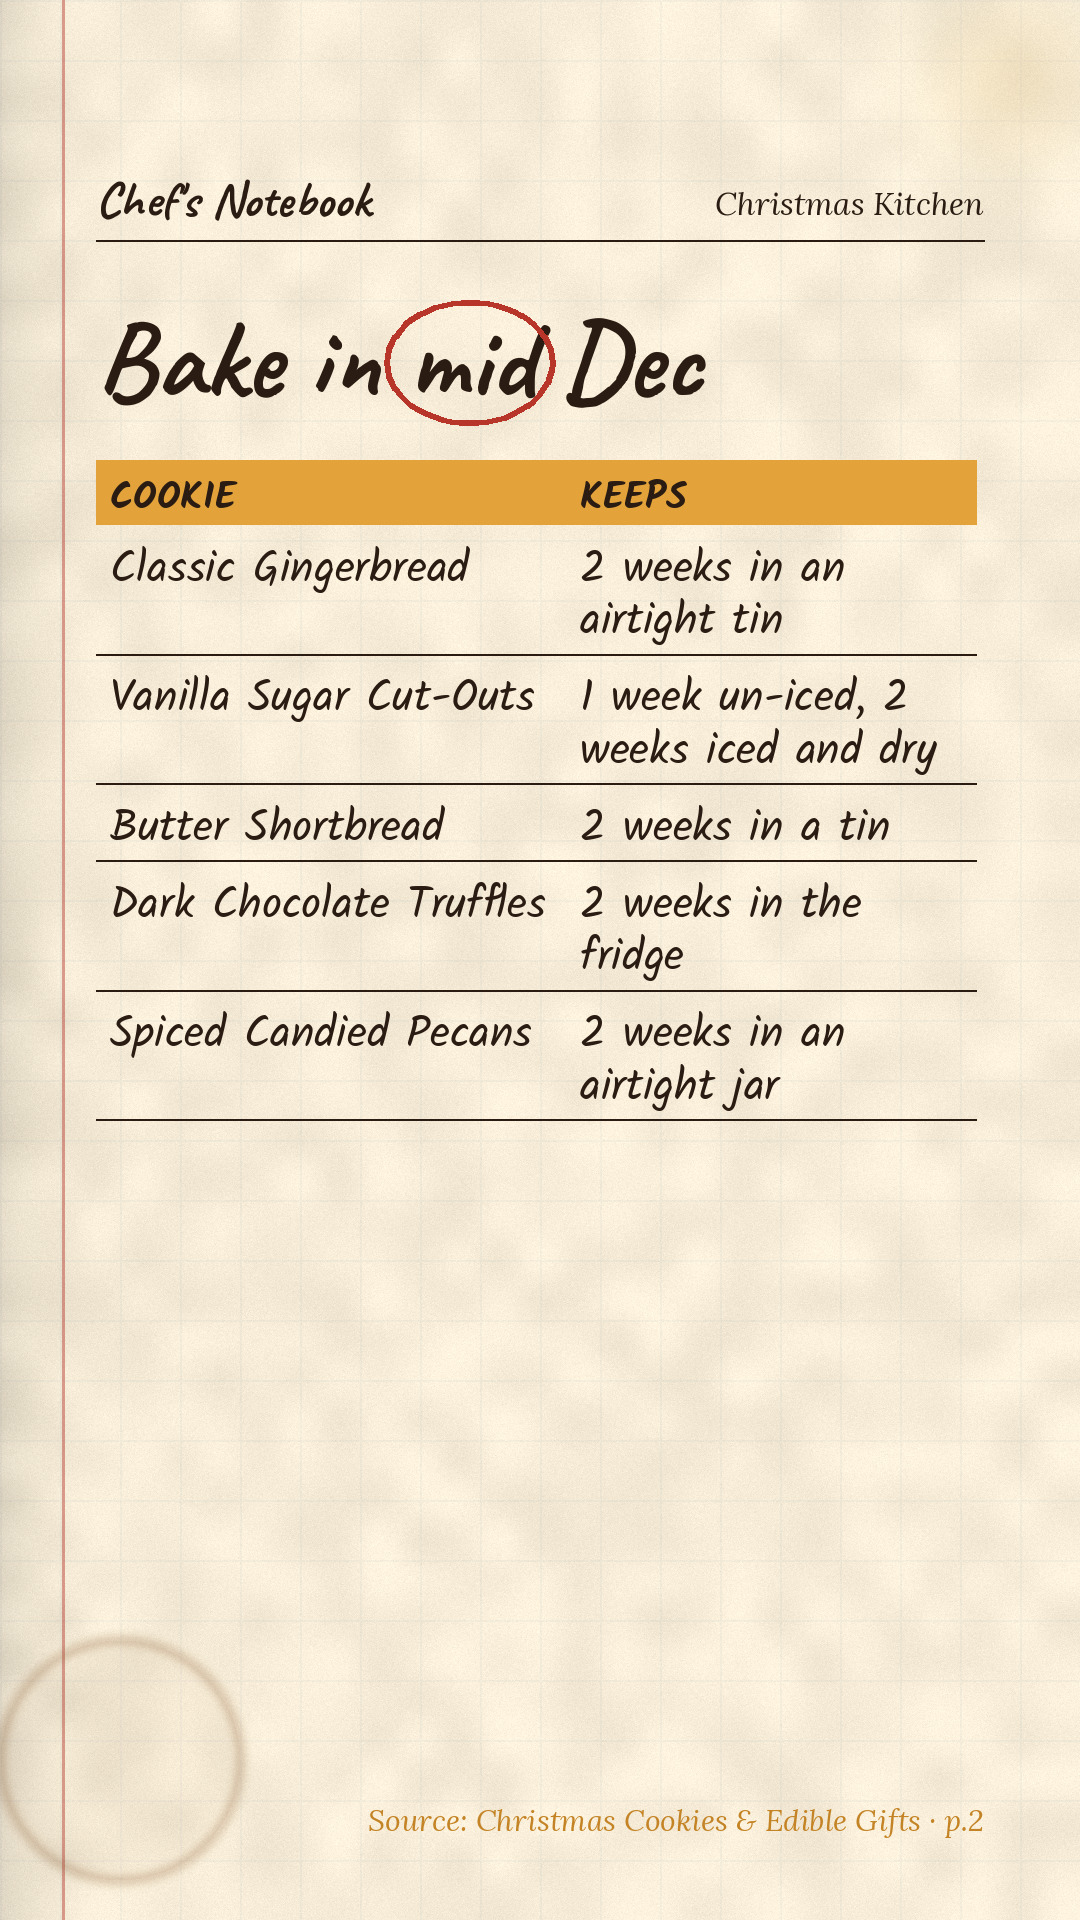 Chef's Notebook
Christmas Kitchen
Bake in mid Dec
COOKIE KEEPS
Classic Gingerbread 2 weeks in an
airtight tin
Vanilla Sugar Cut-Outs 1 week un-iced, 2
weeks iced and dry
Butter Shortbread 2 weeks in a tin
Dark Chocolate Truffles 2 weeks in the
fridge
Spiced Candied Pecans 2 weeks in an
airtight jar
Source: Christmas Cookies & Edible Gifts · p.2